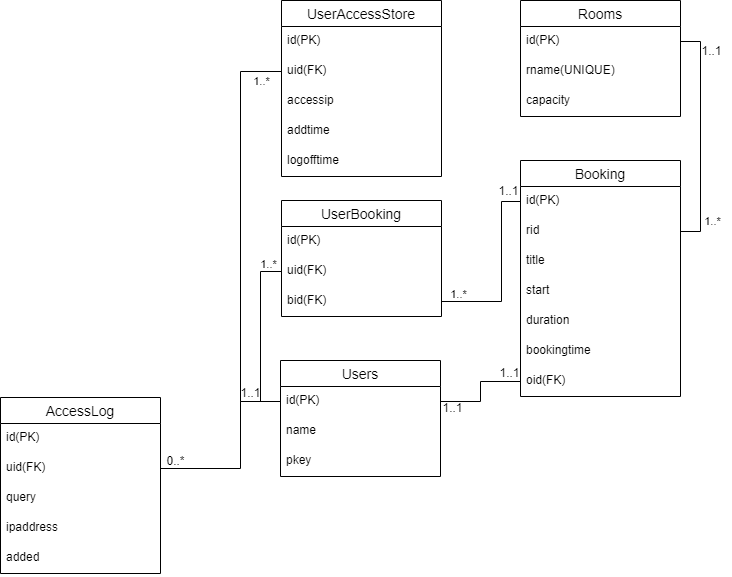 UserAccessStore
id(PK)
uid(FK)
accessip
addtime
logofftime
1..*
Rooms
id(PK)
rname(UNIQUE)
capacity
1..1
1..*
UserBooking
id(PK)
uid(FK)
bid(FK)
1..*
1..*
Booking
id(PK)
rid
title
start
duration
bookingtime
oid(FK)
1..1
1..1
Users
id(PK)
name
pkey
1..1
1..1
AccessLog
id(PK)
uid(FK)
query
ipaddress
added
0..*